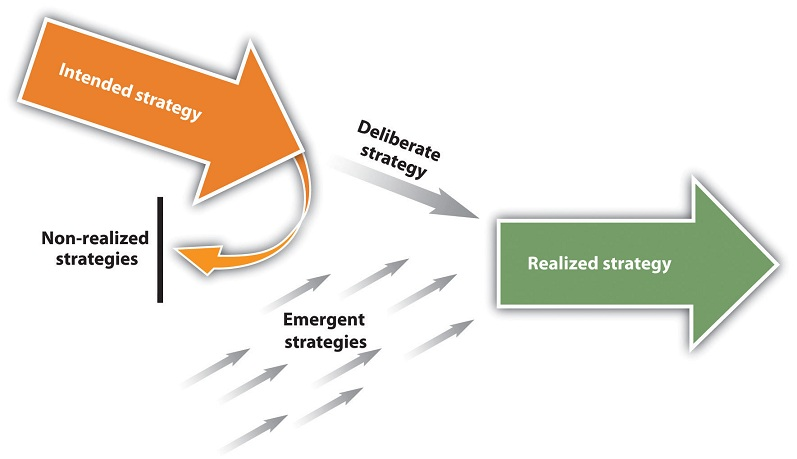 Intended strategy
Deliberate
strategy
Non-realized
strategies
Realized strategy
Emergent
strategies